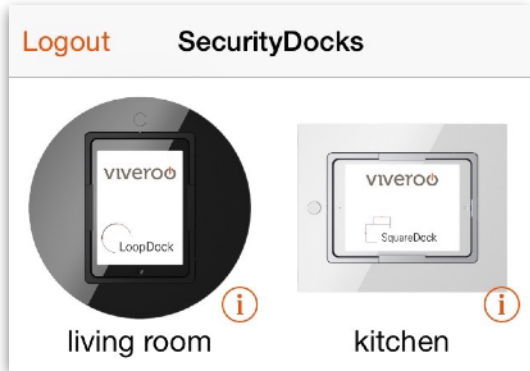 Logout
SecurityDocks
viveroo
LoopDock
viveroo
SquareDock
i
i
living room
kitchen